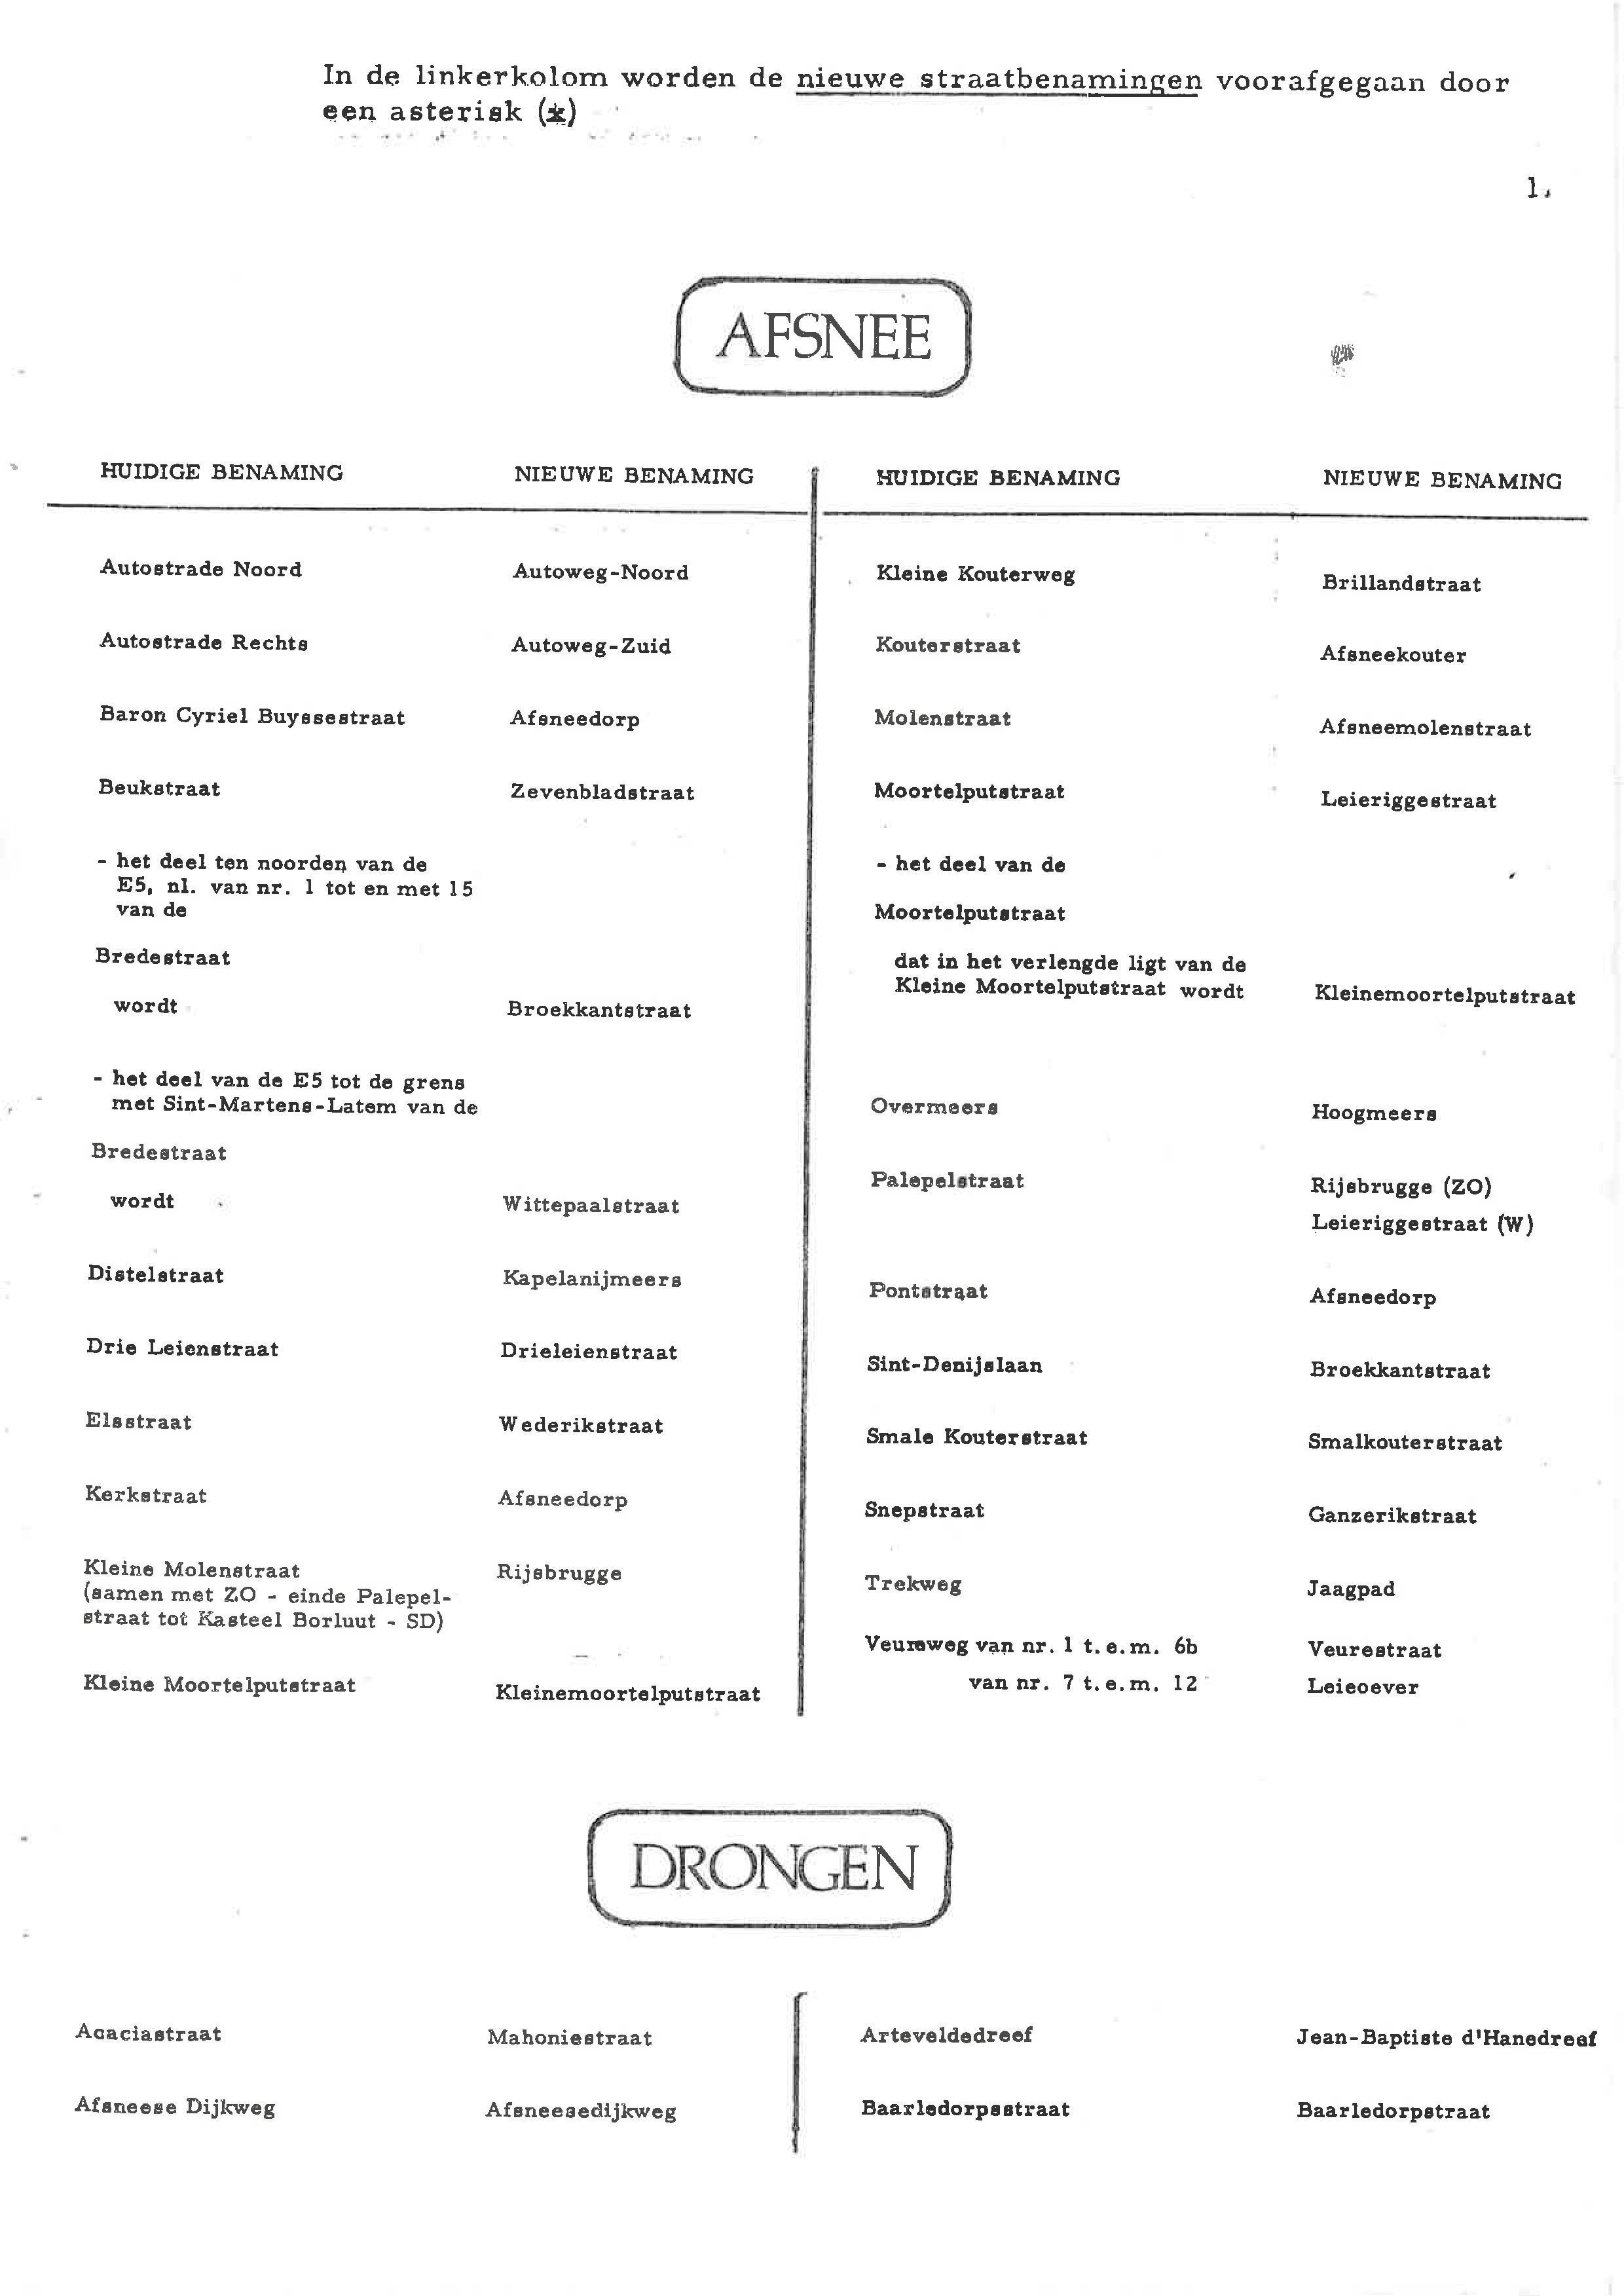 In de linkerkolom worden de nieuwe straatbenamingen voorafgegaan door
een asterisk (*)
1.
AFSNEE
HUIDIGE BENAMING NIEUWE BENAMING
Autostrade Noord Autoweg-Noord
Autostrade Rechts Autoweg-Zuid
Baron Cyriel Buyssestraat Afsneedorp
Beukstraat Zevenbladstraat
- het deel ten noorden van de
E5, nl. van nr. 1 tot en met 15
van de
Bredestraat
wordt Broekkantstraat
- het deel van de E5 tot de grens
met Sint-Martens-Latem van de
Bredestraat
wordt Wittepaalstraat
Distelstraat Kapelanijmeers
Drie Leienstraat Drieleienstraat
Elsstraat Wederikstraat
Kerkstraat Afsneedorp
Kleine Molenstraat Rijsbrugge
(samen met ZO - einde Palepel-
straat tot Kasteel Borluut - SD)
Kleine Moortelputstraat Kleinemoortelputstraat
HUIDIGE BENAMING NIEUWE BENAMING
Kleine Kouterweg Brillandstraat
Kouterstraat Afsneekouter
Molenstraat Afsneemolenstraat
Moortelputstraat Leieriggestraat
- het deel van de
Moortelputstraat
dat in het verlengde ligt van de
Kleine Moortelputstraat wordt Kleinemoortelputstraat
Overmeers Hoogmeers
Palepelstraat Rijsbrugge (ZO)
Leieriggestraat (W)
Pontstraat Afsneedorp
Sint-Denijslaan Broekkantstraat
Smale Kouterstraat Smalkouterstraat
Snepstraat Ganzerikstraat
Trekweg Jaagpad
van nr. 1 t.e.m. 6b Veurestraat
van nr. 7 t.e.m. 12 Leieoever
DRONGEN
Acaciastraat Mahoniestraat
Afsneese Dijkweg Afsneesedijkweg
Arteveldedreef Jean-Baptiste d'Hanedreef
Baarledorpsstraat Baarledorpstraat